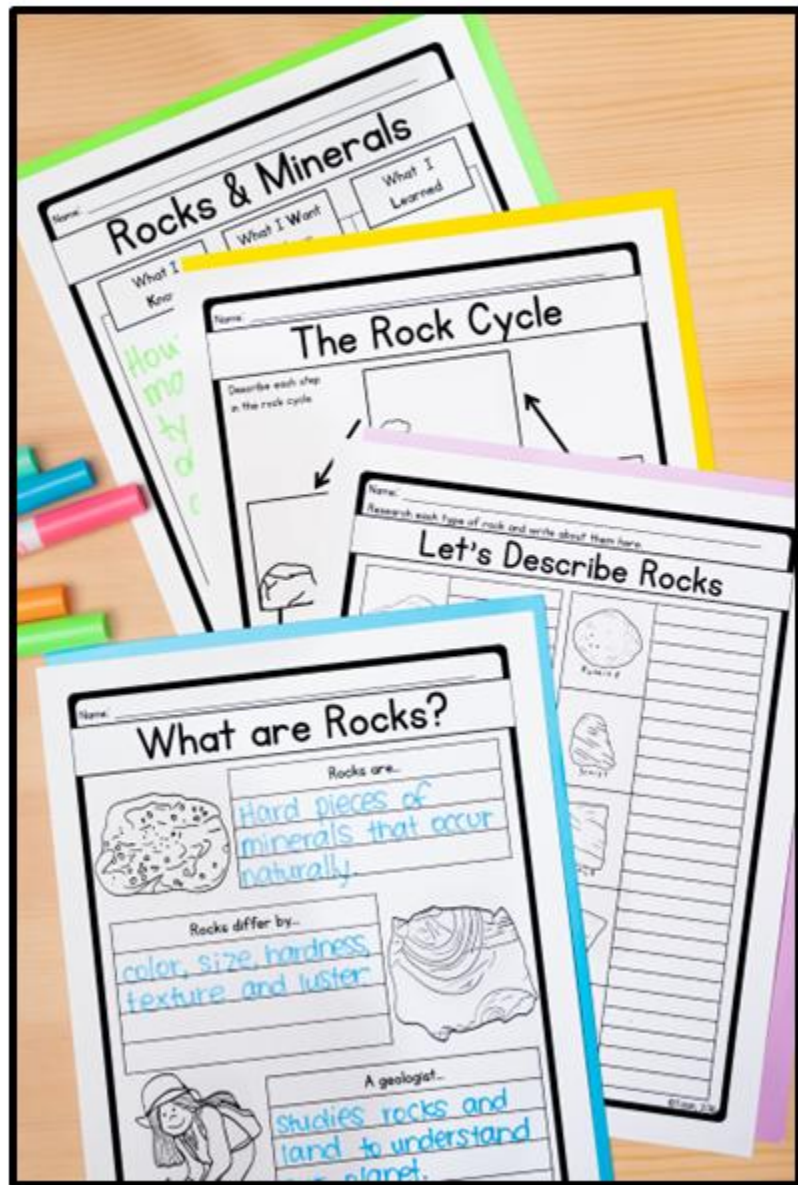 Name:
Rocks & Minerals
What I
What I Want
What I
Learned
How
Name:
The Rock Cycle
Describe each step
in the rock cycle
Name:
Research each type of rock and write about them here.
Let's Describe Rocks
Name:
What are Rocks?
Rocks are...
Hard pieces of
minerals that occur
naturally.
Rocks differ by...
color, size, hardness,
texture and luster
A geologist...
studies rocks and
land to understand
planet.